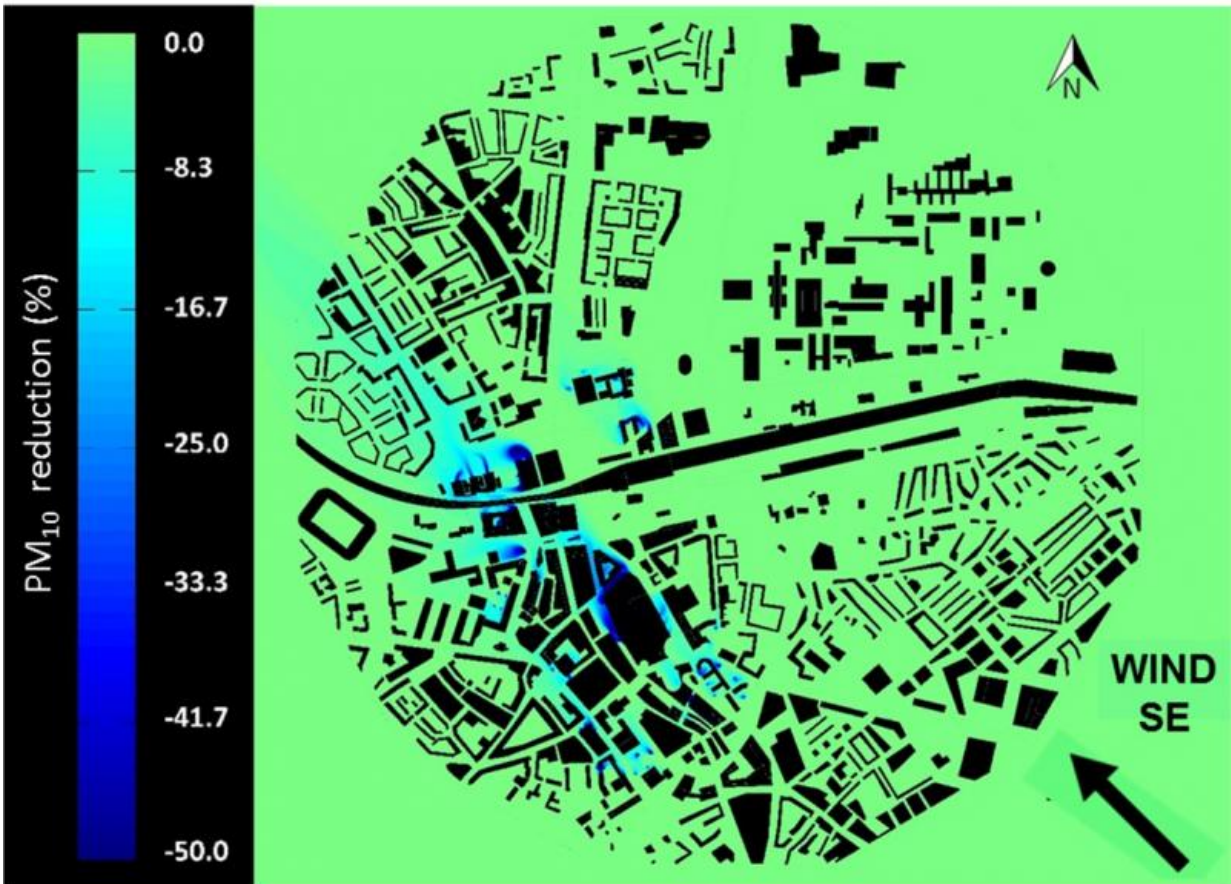 0.0
-8.3
-16.7
-25.0
-33.3
-41.7
-50.0
PM₁₀ reduction (%)
N
WIND
SE